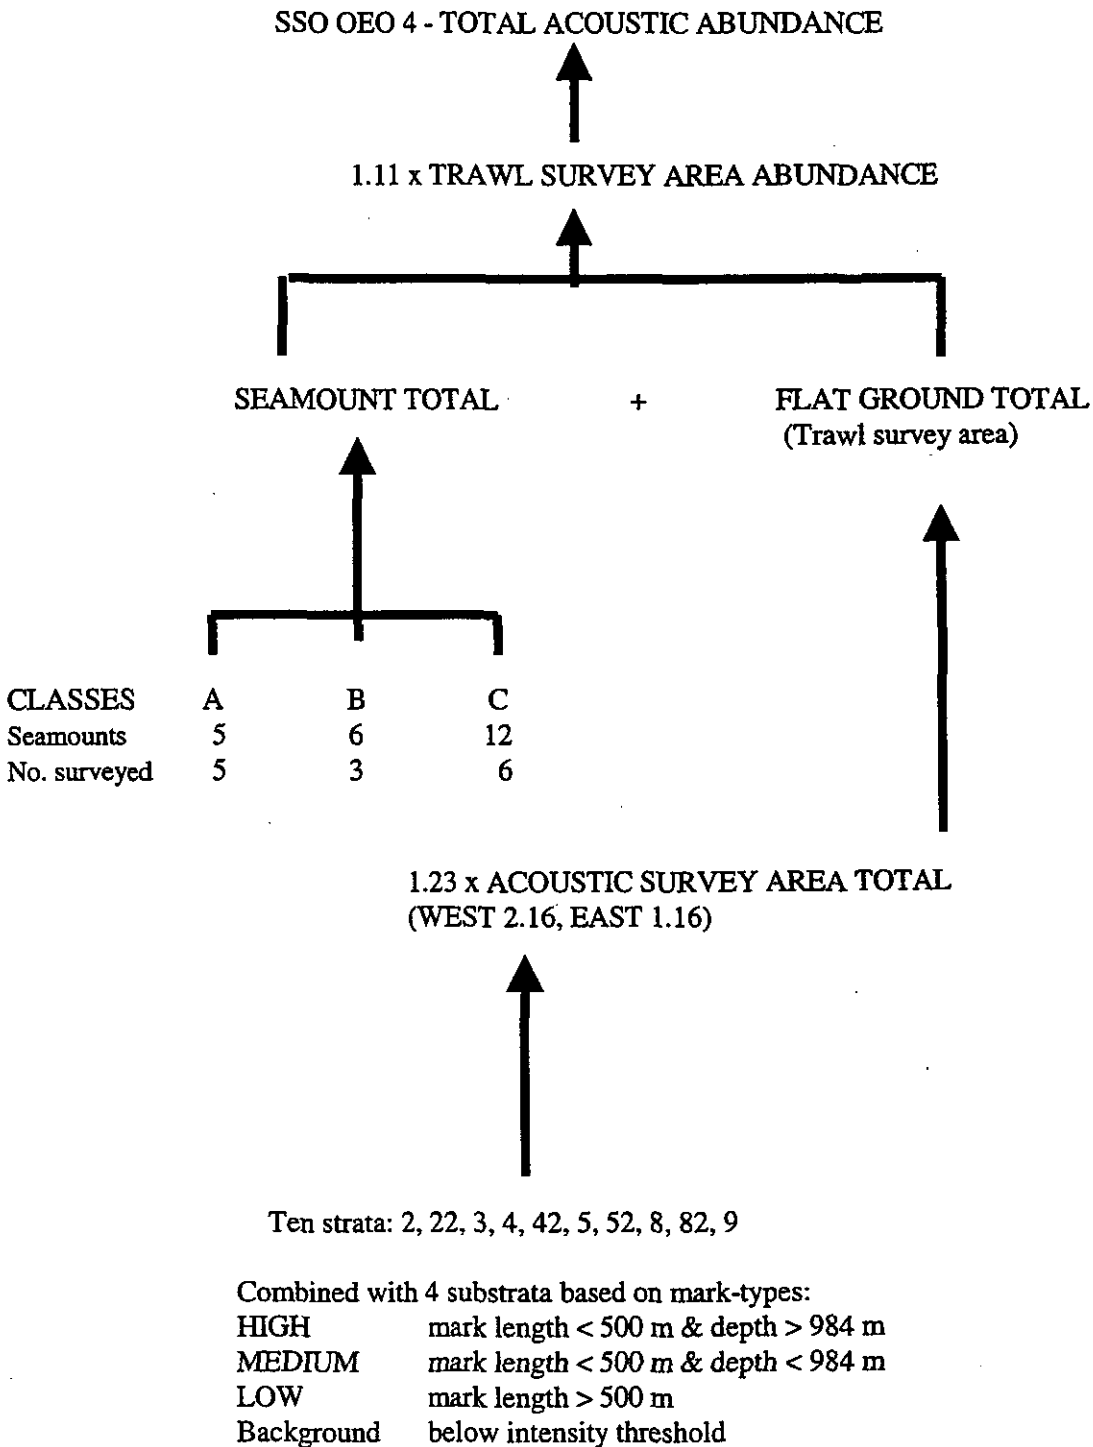 SSO OEO 4 - TOTAL ACOUSTIC ABUNDANCE
1.11 x TRAWL SURVEY AREA ABUNDANCE
SEAMOUNT TOTAL + FLAT GROUND TOTAL
(Trawl survey area)
CLASSES A B C
Seamounts 5 6 12
No. surveyed 5 3 6
1.23 x ACOUSTIC SURVEY AREA TOTAL
(WEST 2.16, EAST 1.16)
Ten strata: 2, 22, 3, 4, 42, 5, 52, 8, 82, 9
Combined with 4 substrata based on mark-types:
HIGH mark length < 500 m & depth > 984 m
MEDIUM mark length < 500 m & depth < 984 m
LOW mark length > 500 m
Background below intensity threshold